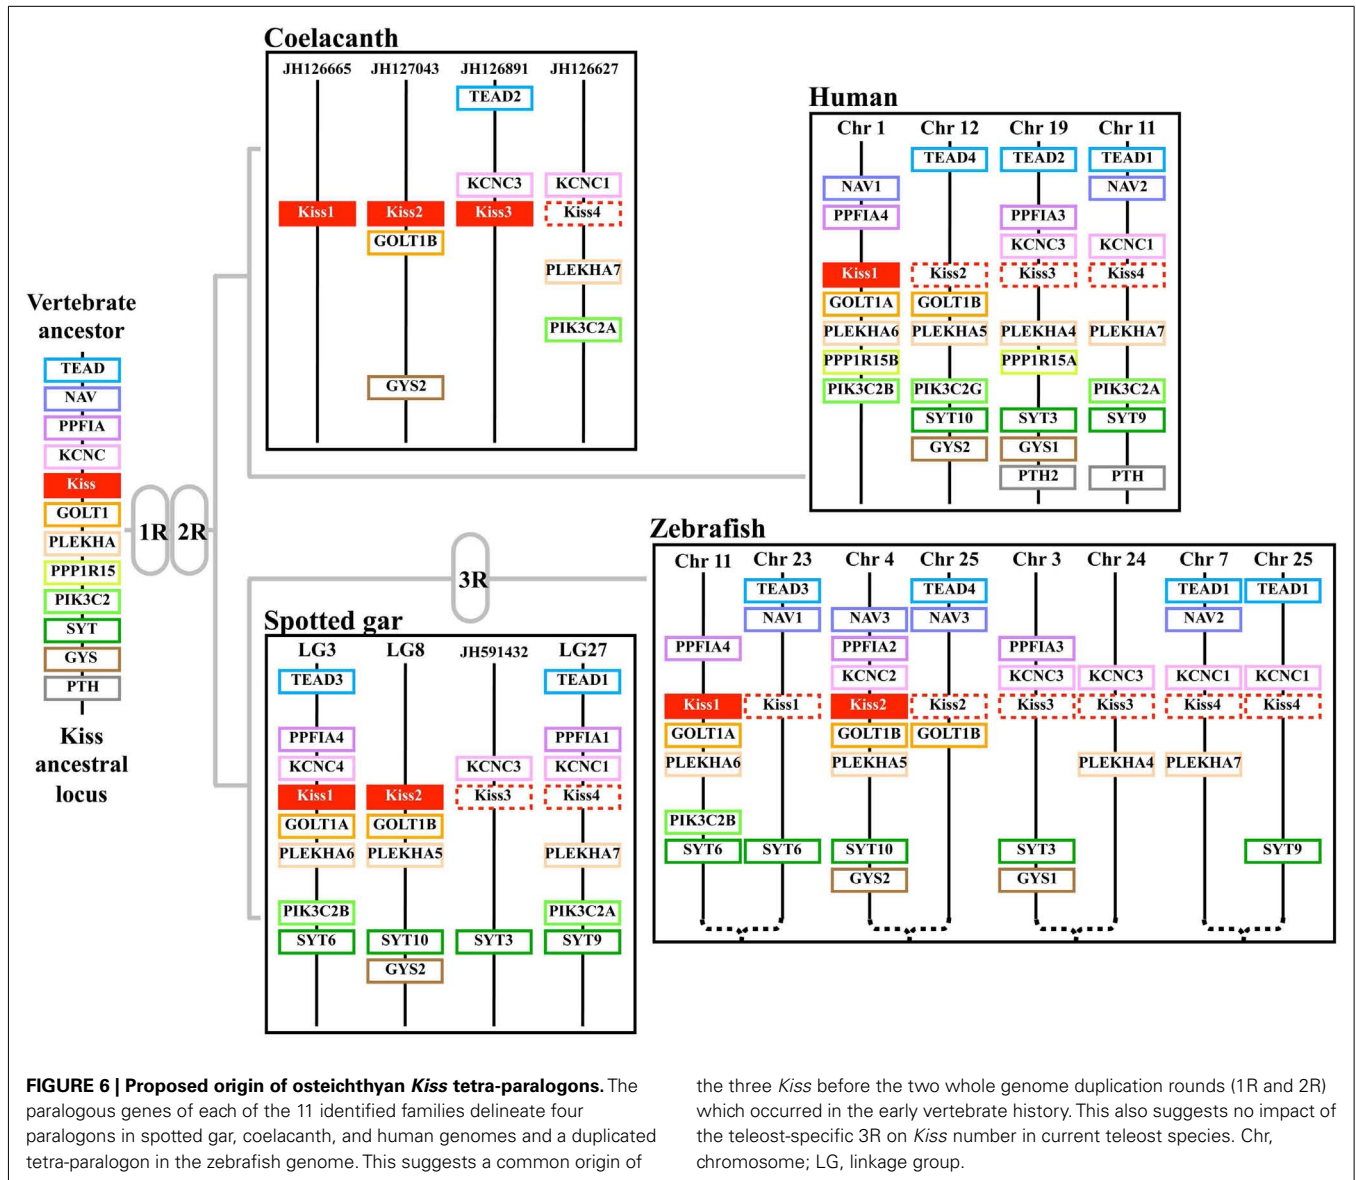 Coelacanth
JH126665 JH127043 JH126891 JH126627
TEAD2
KCNC3 KCNC1
Kiss1 Kiss2 Kiss3 Kiss4
GOLT1B
PLEKHA7
PIK3C2A
GYS2
Human
Chr 1 Chr 12 Chr 19 Chr 11
TEAD4 TEAD2 TEAD1
NAV1 NAV2
PPFIA4 PPFIA3
KCNC3 KCNC1
Kiss1 Kiss2 Kiss3 Kiss4
GOLT1A GOLT1B
PLEKHA6 PLEKHA5 PLEKHA4 PLEKHA7
PPP1R15B PPP1R15A
PIK3C2B PIK3C2G PIK3C2A
SYT10 SYT3 SYT9
GYS2 GYS1
PTH2 PTH
Vertebrate
ancestor
TEAD
NAV
PPFIA
KCNC
Kiss
GOLT1
PLEKHA
PPP1R15
PIK3C2
SYT
GYS
PTH
Kiss
ancestral
locus
1R 2R
3R
Spotted gar
LG3 LG8 JH591432 LG27
TEAD3 TEAD1
PPFIA4 PPFIA1
KCNC4 KCNC3 KCNC1
Kiss1 Kiss2 Kiss3 Kiss4
GOLT1A GOLT1B
PLEKHA6 PLEKHA5 PLEKHA7
PIK3C2B PIK3C2A
SYT6 SYT10 SYT3 SYT9
GYS2
Zebrafish
Chr 11 Chr 23 Chr 4 Chr 25 Chr 3 Chr 24 Chr 7 Chr 25
TEAD3 TEAD4 TEAD1 TEAD1
NAV1 NAV3 NAV3 NAV2
PPFIA4 PPFIA2 PPFIA3
KCNC2 KCNC3 KCNC3 KCNC1 KCNC1
Kiss1 Kiss1 Kiss2 Kiss2 Kiss3 Kiss3 Kiss4 Kiss4
GOLT1A GOLT1B GOLT1B
PLEKHA6 PLEKHA5 PLEKHA4 PLEKHA7
PIK3C2B
SYT6 SYT6 SYT10 SYT3 SYT9
GYS2 GYS1
FIGURE 6 | Proposed origin of osteichthyan Kiss tetra-paralogons. The
paralogous genes of each of the 11 identified families delineate four
paralogons in spotted gar, coelacanth, and human genomes and a duplicated
tetra-paralogon in the zebrafish genome. This suggests a common origin of
the three Kiss before the two whole genome duplication rounds (1R and 2R)
which occurred in the early vertebrate history. This also suggests no impact of
the teleost-specific 3R on Kiss number in current teleost species. Chr,
chromosome; LG, linkage group.